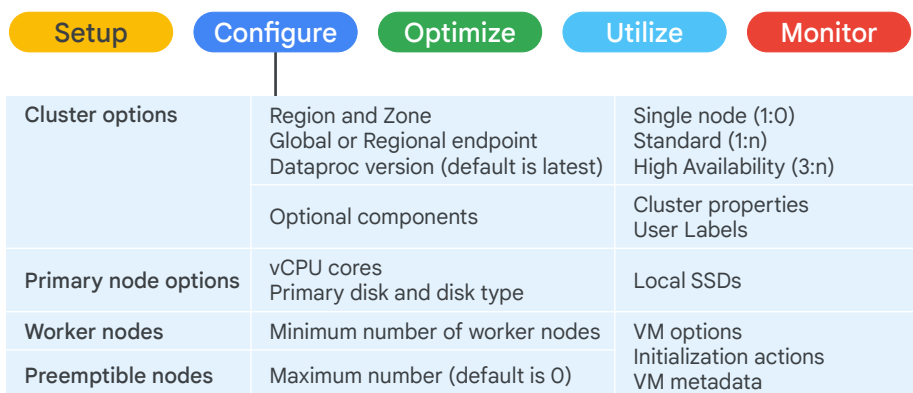 Setup
Configure
Optimize
Utilize
Monitor
Cluster options
Region and Zone
Global or Regional endpoint
Dataproc version (default is latest)
Single node (1:0)
Standard (1:n)
High Availability (3:n)
Optional components
Cluster properties
User Labels
Primary node options
vCPU cores
Primary disk and disk type
Local SSDs
Worker nodes
Minimum number of worker nodes
VM options
Initialization actions
VM metadata
Preemptible nodes
Maximum number (default is 0)